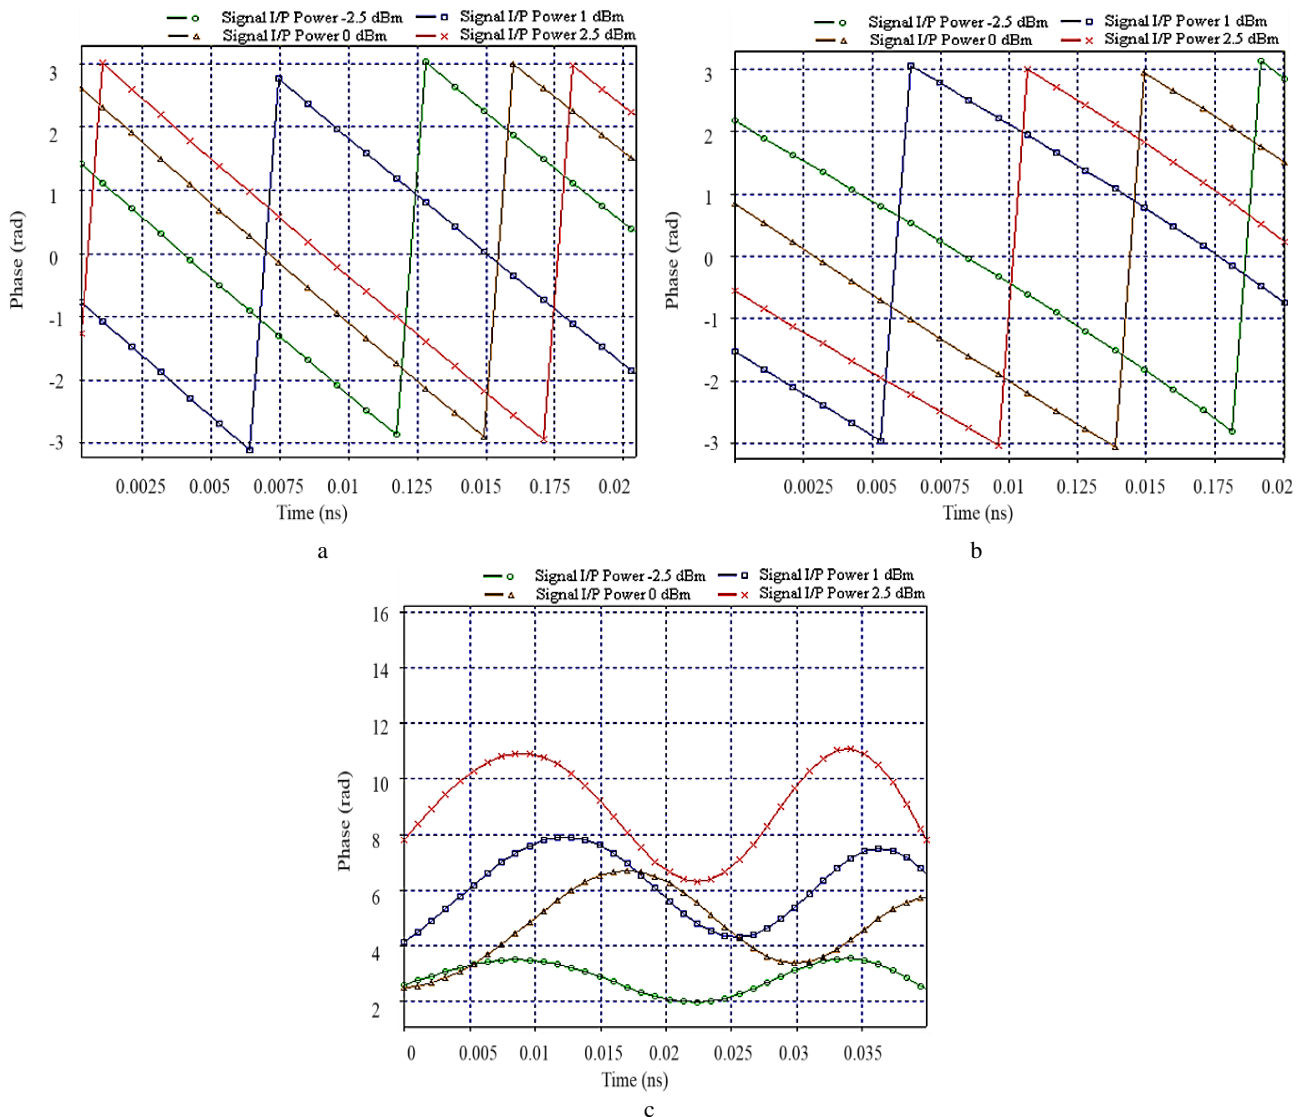 Signal I/P Power -2.5 dBm Signal I/P Power 1 dBm
Signal I/P Power 0 dBm Signal I/P Power 2.5 dBm
3
2
1
0
-1
-2
-3
Phase (rad)
0.0025 0.005 0.0075 0.01 0.125 0.015 0.175 0.02
Time (ns)
a
Signal I/P Power -2.5 dBm Signal I/P Power 1 dBm
Signal I/P Power 0 dBm Signal I/P Power 2.5 dBm
3
2
1
0
-1
-2
-3
Phase (rad)
0.0025 0.005 0.0075 0.01 0.125 0.015 0.175 0.02
Time (ns)
b
Signal I/P Power -2.5 dBm Signal I/P Power 1 dBm
Signal I/P Power 0 dBm Signal I/P Power 2.5 dBm
16
14
12
10
8
6
4
2
Phase (rad)
0 0.005 0.01 0.015 0.02 0.025 0.03 0.035
Time (ns)
c